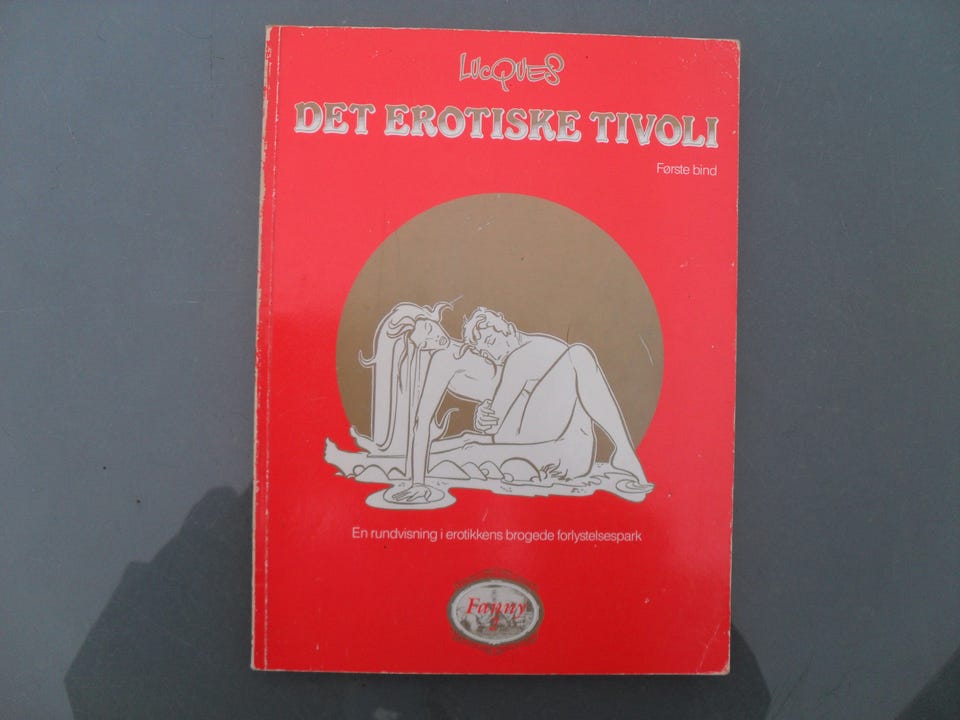 LUCQUES
DET EROTISKE TIVOLI
Første bind
En rundvisning i erotikkens brogede forlystelsespark
Fanny